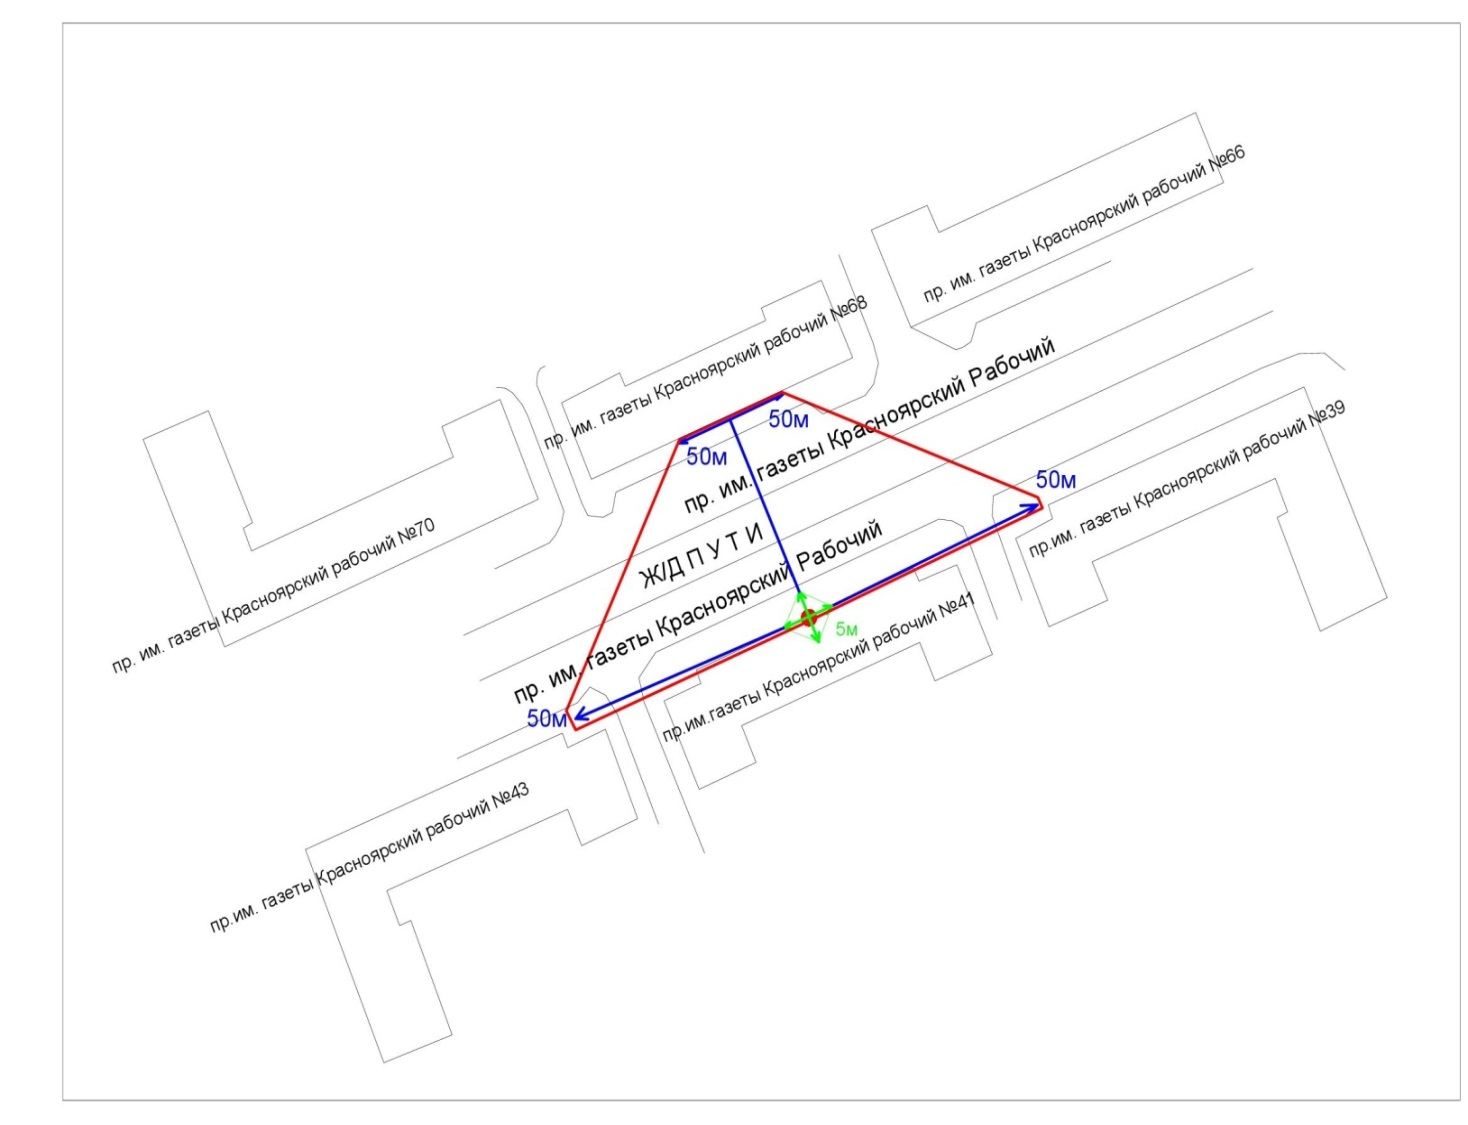 пр. им. газеты Красноярский рабочий №66
пр. им. газеты Красноярский рабочий №68
пр. им. газеты Красноярский Рабочий
50м
50м
50м
пр.им. газеты Красноярский рабочий №39
пр. им. газеты Красноярский рабочий №70
Ж/Д П У Т И
пр. им. газеты Красноярский Рабочий
5м
пр.им.газеты Красноярский рабочий №41
50м
пр.им. газеты Красноярский рабочий №43